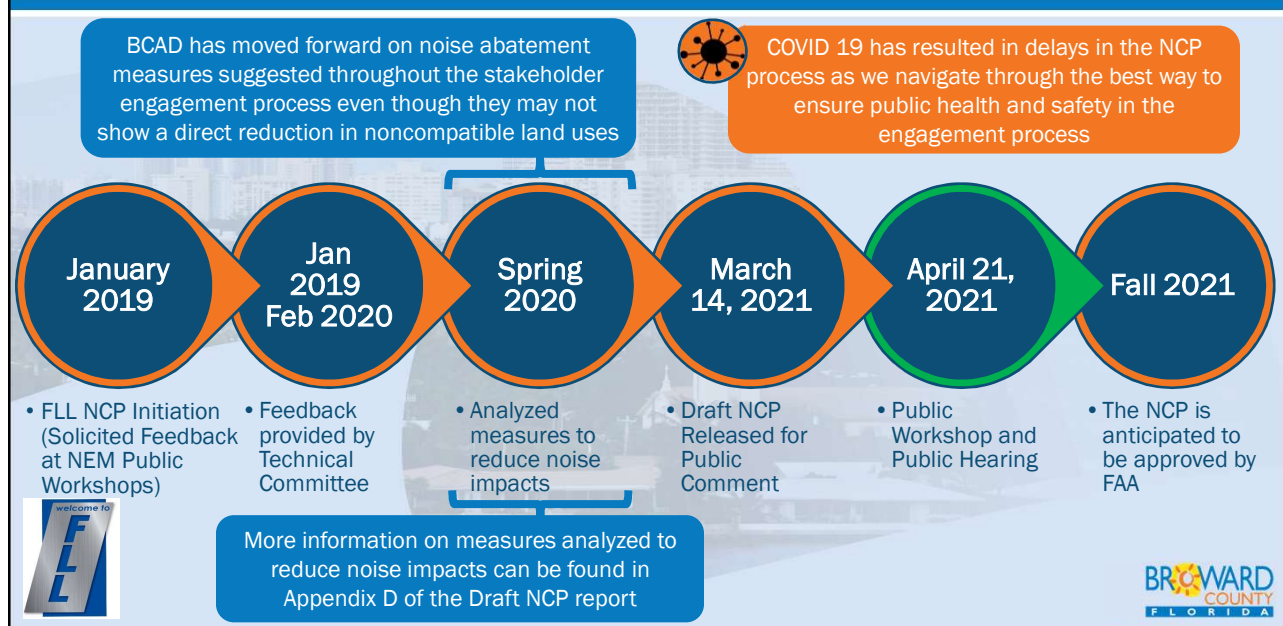 BCAD has moved forward on noise abatement
measures suggested throughout the stakeholder
engagement process even though they may not
show a direct reduction in noncompatible land uses
COVID 19 has resulted in delays in the NCP
process as we navigate through the best way to
ensure public health and safety in the
engagement process
January
2019
Jan
2019
Feb 2020
Spring
2020
March
14, 2021
April 21,
2021
Fall 2021
• FLL NCP Initiation
(Solicited Feedback
at NEM Public
Workshops)
• Feedback
provided by
Technical
Committee
• Analyzed
measures to
reduce noise
impacts
• Draft NCP
Released for
Public
Comment
• Public
Workshop and
Public Hearing
• The NCP is
anticipated to
be approved by
FAA
More information on measures analyzed to
reduce noise impacts can be found in
Appendix D of the Draft NCP report
welcome to
FLL
BROWARD
COUNTY
FLORIDA